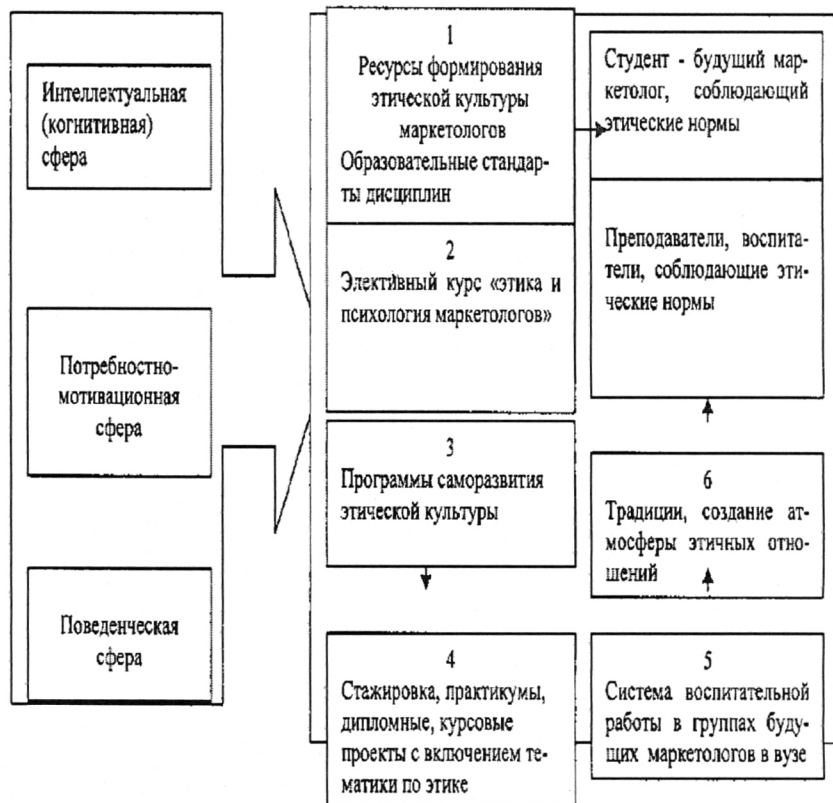 Интеллектуальная
(когнитивная)
сфера
Потребностно-
мотивационная
сфера
Поведенческая
сфера
1
Ресурсы формирования
этической культуры
маркетологов
Образовательные стандар-
ты дисциплин
2
Элективный курс «этика и
психология маркетологов»
3
Программы саморазвития
этической культуры
4
Стажировка, практикумы,
дипломные, курсовые
проекты с включением те-
матики по этике
Студент - будущий мар-
кетолог, соблюдающий
этические нормы
Преподаватели, воспита-
тели, соблюдающие эти-
ческие нормы
6
Традиции, создание ат-
мосферы этичных отно-
шений
5
Система воспитательной
работы в группах буду-
щих маркетологов в вузе